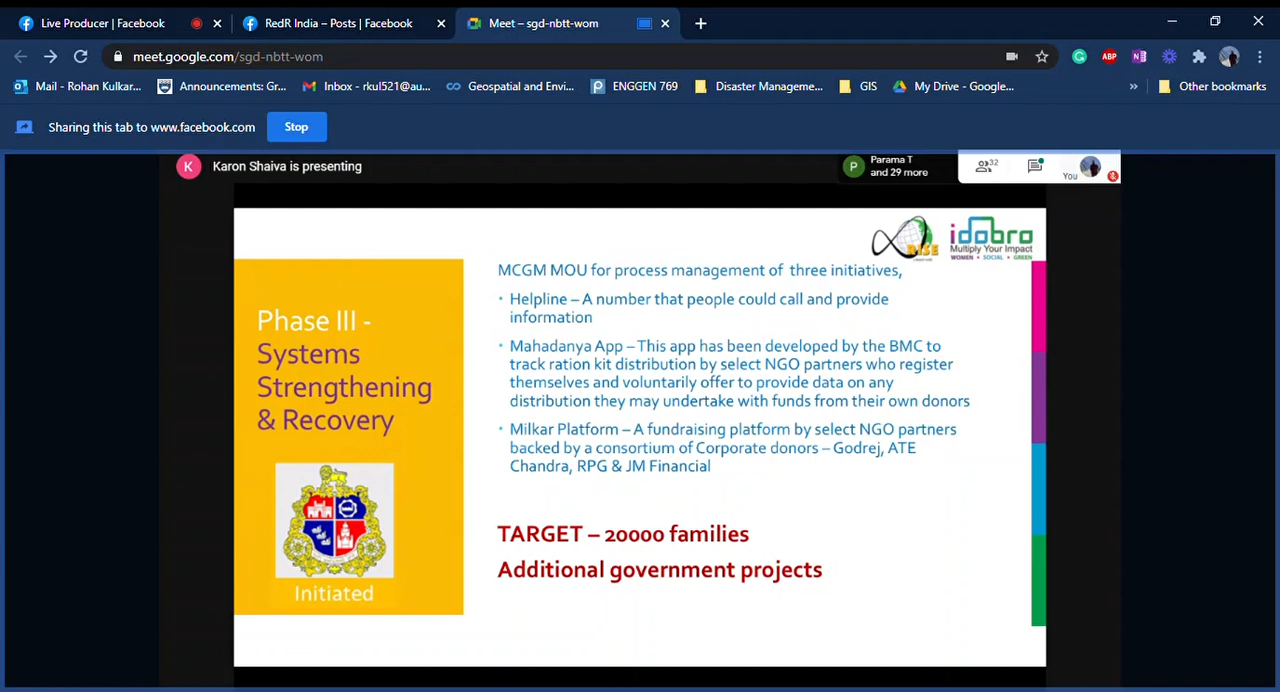 Live Producer | Facebook
RedR India – Posts | Facebook
Meet – sgd-nbtt-wom
meet.google.com/sgd-nbtt-wom
ABP
Mail - Rohan Kulkar...
Announcements: Gr...
Inbox - rkul521@au...
Geospatial and Envi...
ENGGEN 769
Disaster Manageme...
GIS
My Drive - Google...
Other bookmarks
Sharing this tab to www.facebook.com
Stop
K
Karon Shaiva is presenting
P
Parama T
and 29 more
32
You
RISE
idobro
Multiply Your Impact
WOMEN • SOCIAL • GREEN
Phase III -
Systems
Strengthening
& Recovery
Initiated
MCGM MOU for process management of three initiatives,
• Helpline – A number that people could call and provide
information
• Mahadanya App – This app has been developed by the BMC to
track ration kit distribution by select NGO partners who register
themselves and voluntarily offer to provide data on any
distribution they may undertake with funds from their own donors
• Milkar Platform – A fundraising platform by select NGO partners
backed by a consortium of Corporate donors – Godrej, ATE
Chandra, RPG & JM Financial
TARGET – 20000 families
Additional government projects